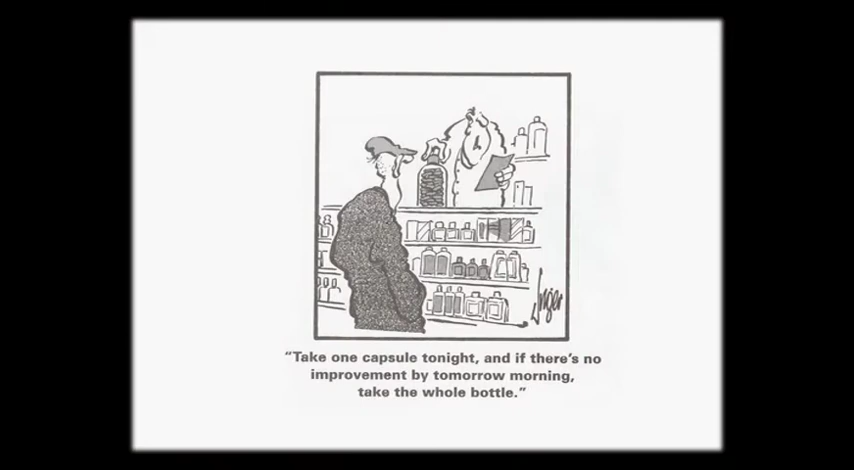 “Take one capsule tonight, and if there’s no
improvement by tomorrow morning,
take the whole bottle.”